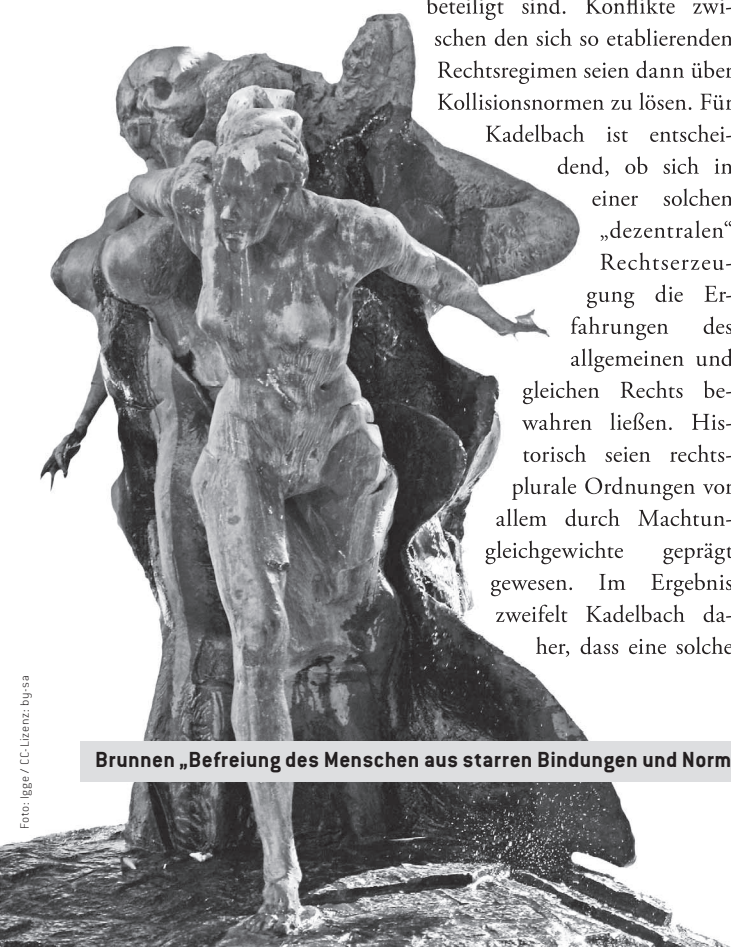 beteiligt sind. Konflikte zwi-
schen den sich so etablierenden
Rechtsregimen seien dann über
Kollisionsnormen zu lösen. Für
Kadelbach ist entschei-
dend, ob sich in
einer solchen
„dezentralen“
Rechtserzeu-
gung die Er-
fahrungen des
allgemeinen und
gleichen Rechts be-
wahren ließen. His-
torisch seien rechts-
plurale Ordnungen vor
allem durch Machtun-
gleichgewichte geprägt
gewesen. Im Ergebnis
zweifelt Kadelbach da-
her, dass eine solche
Brunnen „Befreiung des Menschen aus starren Bindungen und Norm
Foto: Igge / CC-Lizenz: by-sa